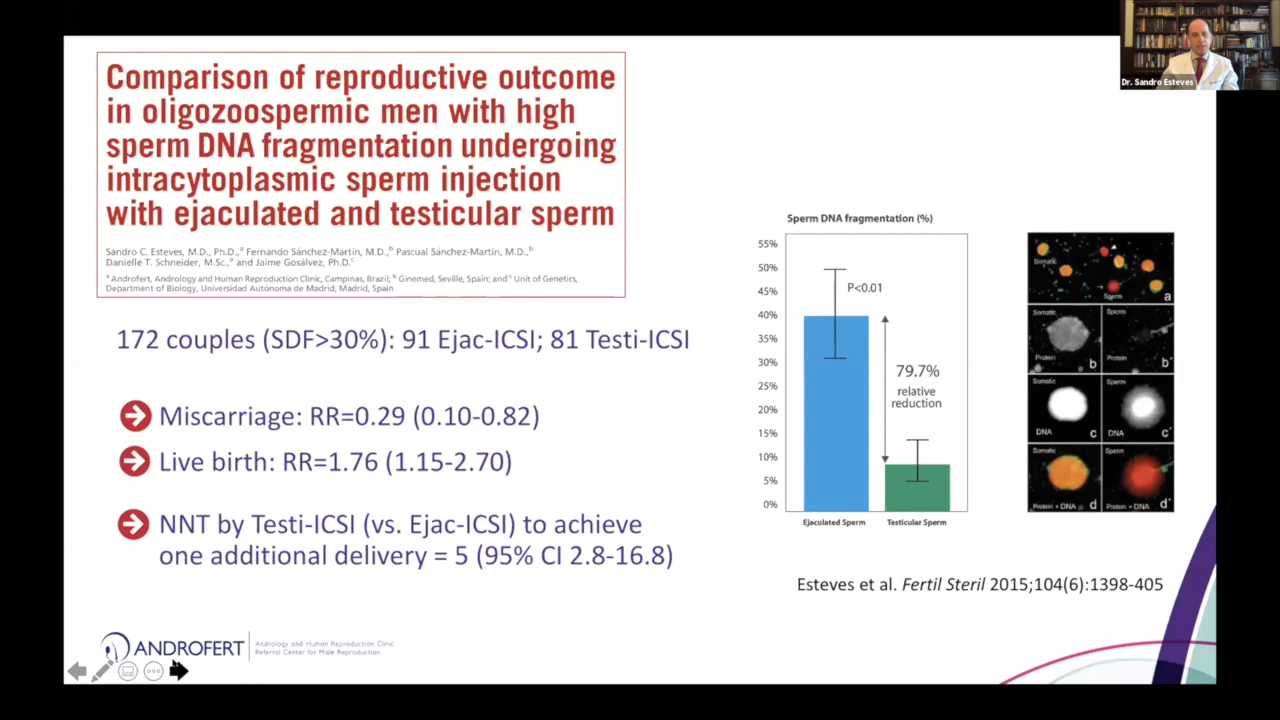 Dr. Sandro Esteves
Comparison of reproductive outcome
in oligozoospermic men with high
sperm DNA fragmentation undergoing
intracytoplasmic sperm injection
with ejaculated and testicular sperm
Sandro C. Esteves, M.D., Ph.D.,a Fernando Sánchez-Martín, M.D.,b Pascual Sánchez-Martín, M.D.,b
Danielle T. Schneider, M.Sc.,a and Jaime Gosálvez, Ph.D.c
a Androfert, Andrology and Human Reproduction Clinic, Campinas, Brazil; b Ginemed, Seville, Spain; and c Unit of Genetics,
Department of Biology, Universidad Autónoma de Madrid, Madrid, Spain
172 couples (SDF>30%): 91 Ejac-ICSI; 81 Testi-ICSI
Miscarriage: RR=0.29 (0.10-0.82)
Live birth: RR=1.76 (1.15-2.70)
NNT by Testi-ICSI (vs. Ejac-ICSI) to achieve
one additional delivery = 5 (95% CI 2.8-16.8)
Sperm DNA fragmentation (%)
55%
50%
45%
40%
35%
30%
25%
20%
15%
10%
5%
0%
P<0.01
79.7%
relative
reduction
Ejaculated Sperm
Testicular Sperm
Somatic
Sperm
a
Somatic
Sperm
Protein
b
Protein
b´
Somatic
Sperm
DNA
c
DNA
c´
Somatic
Sperm
Protein + DNA
d
Protein + DNA
d´
Esteves et al. Fertil Steril 2015;104(6):1398-405
ANDROFERT
Andrology and Human Reproduction Clinic
Referral Center for Male Reproduction